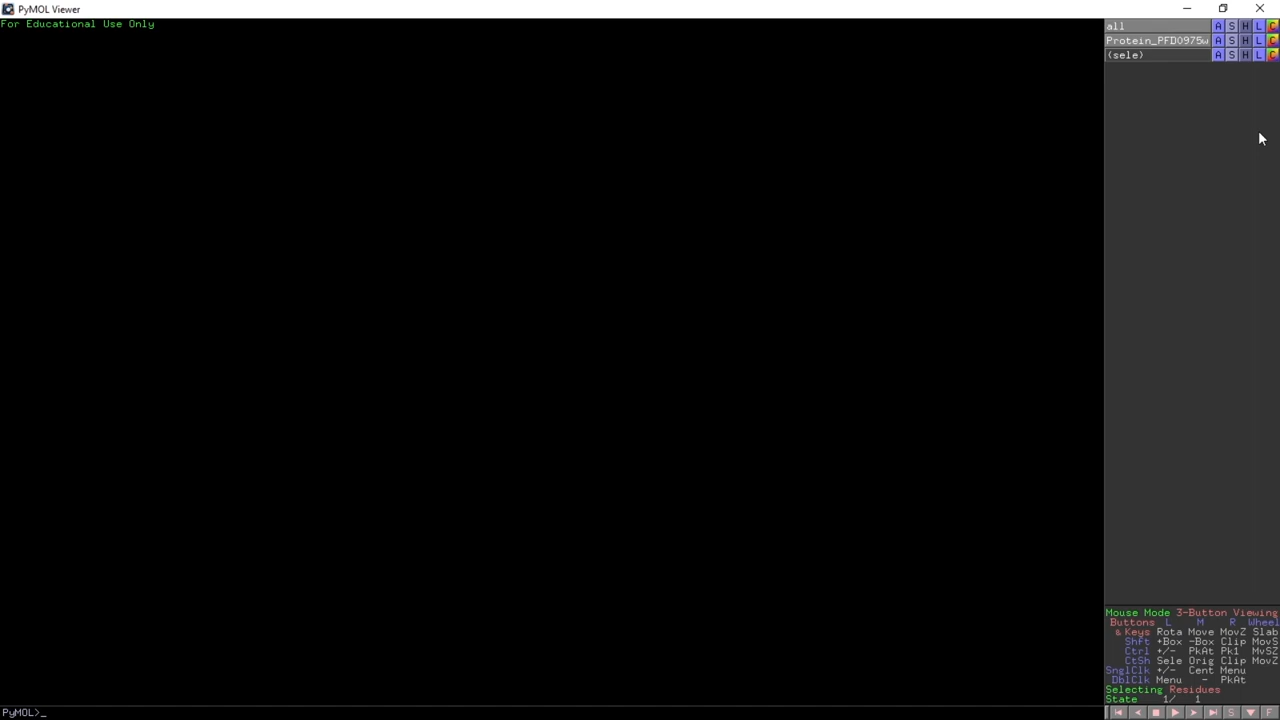 PyMOL Viewer
For Educational Use Only
all A S H L C
Protein_PFD0975w A S H L C
(sele) A S H L C
Mouse Mode 3-Button Viewing
Buttons L M R Wheel
& Keys Rota Move MovZ Slab
Shft +Box -Box Clip MovS
Ctrl +/- PkAt Pk1 MvSZ
CtSh Sele Orig Clip MovZ
SnglClk +/- Cent Menu
DblClk Menu - PkAt
Selecting Residues
State 1/ 1
PyMOL>_
S F